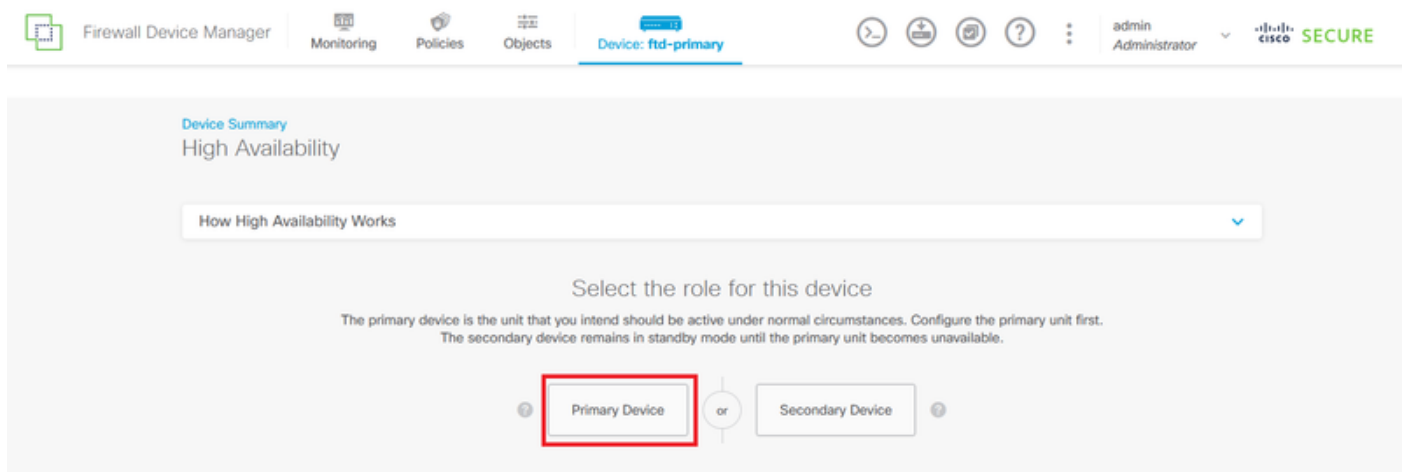 Firewall Device Manager
Monitoring
Policies
Objects
Device: ftd-primary
>_
?
admin
Administrator
cisco SECURE
Device Summary
High Availability
How High Availability Works
Select the role for this device
The primary device is the unit that you intend should be active under normal circumstances. Configure the primary unit first.
The secondary device remains in standby mode until the primary unit becomes unavailable.
? Primary Device or Secondary Device ?